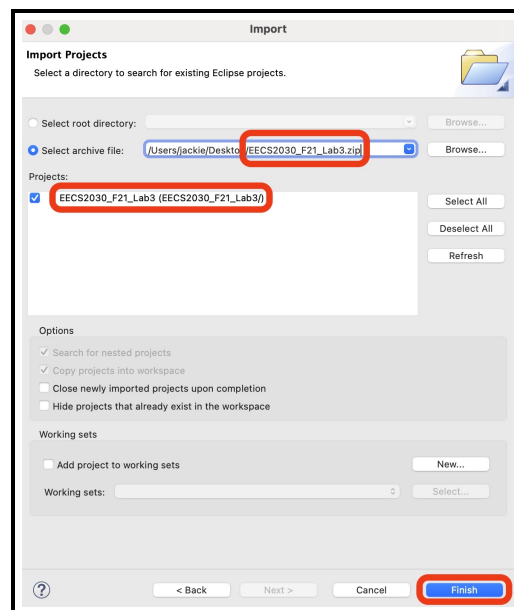 Import
Import Projects
Select a directory to search for existing Eclipse projects.
Select root directory:
Browse...
Select archive file: /Users/jackie/Desktop/EECS2030_F21_Lab3.zip Browse...
Projects:
EECS2030_F21_Lab3 (EECS2030_F21_Lab3/)
Select All
Deselect All
Refresh
Options
Search for nested projects
Copy projects into workspace
Close newly imported projects upon completion
Hide projects that already exist in the workspace
Working sets
Add project to working sets New...
Working sets: Select...
? < Back Next > Cancel Finish